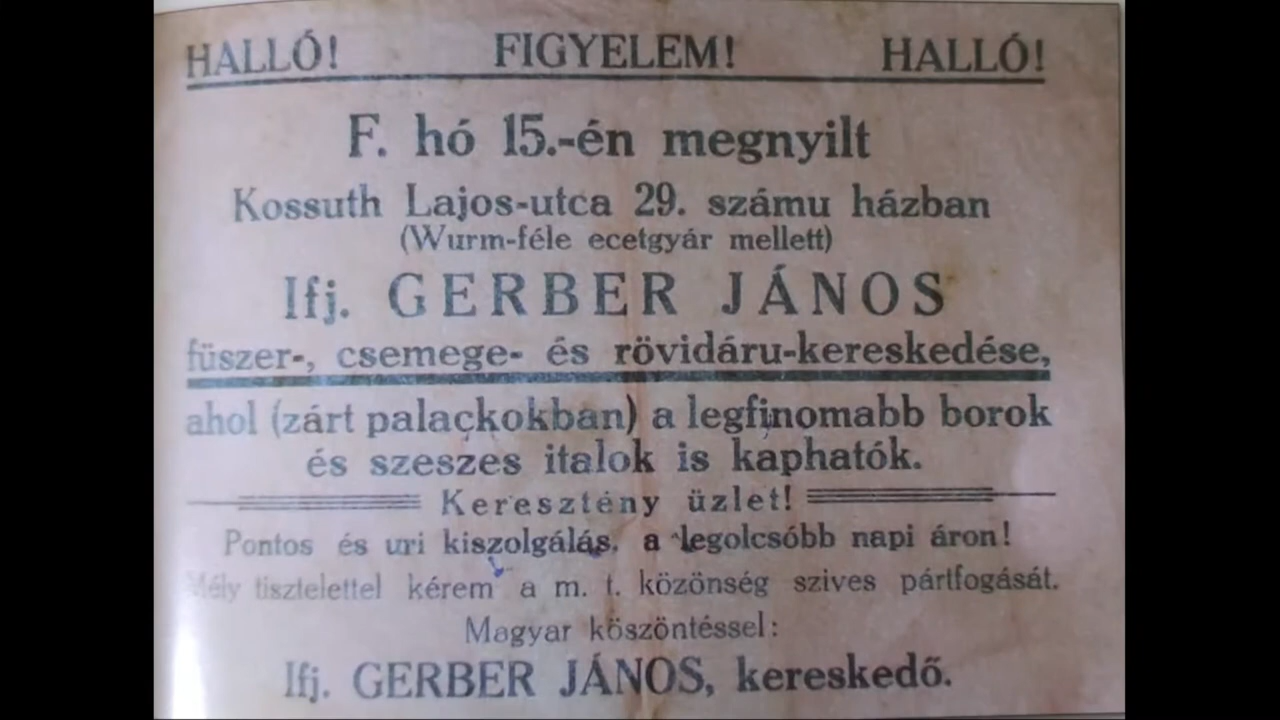 HALLÓ! FIGYELEM! HALLÓ!
F. hó 15.-én megnyilt
Kossuth Lajos-utca 29. számu házban
(Wurm-féle ecetgyár mellett)
Ifj. GERBER JÁNOS
füszer-, csemege- és rövidáru-kereskedése,
ahol (zárt palackokban) a legfinomabb borok
és szeszes italok is kaphatók.
Keresztény üzlet!
Pontos és uri kiszolgálás, a legolcsóbb napi áron!
Mély tisztelettel kérem a m. t. közönség szives pártfogását.
Magyar köszöntéssel:
Ifj. GERBER JÁNOS, kereskedő.